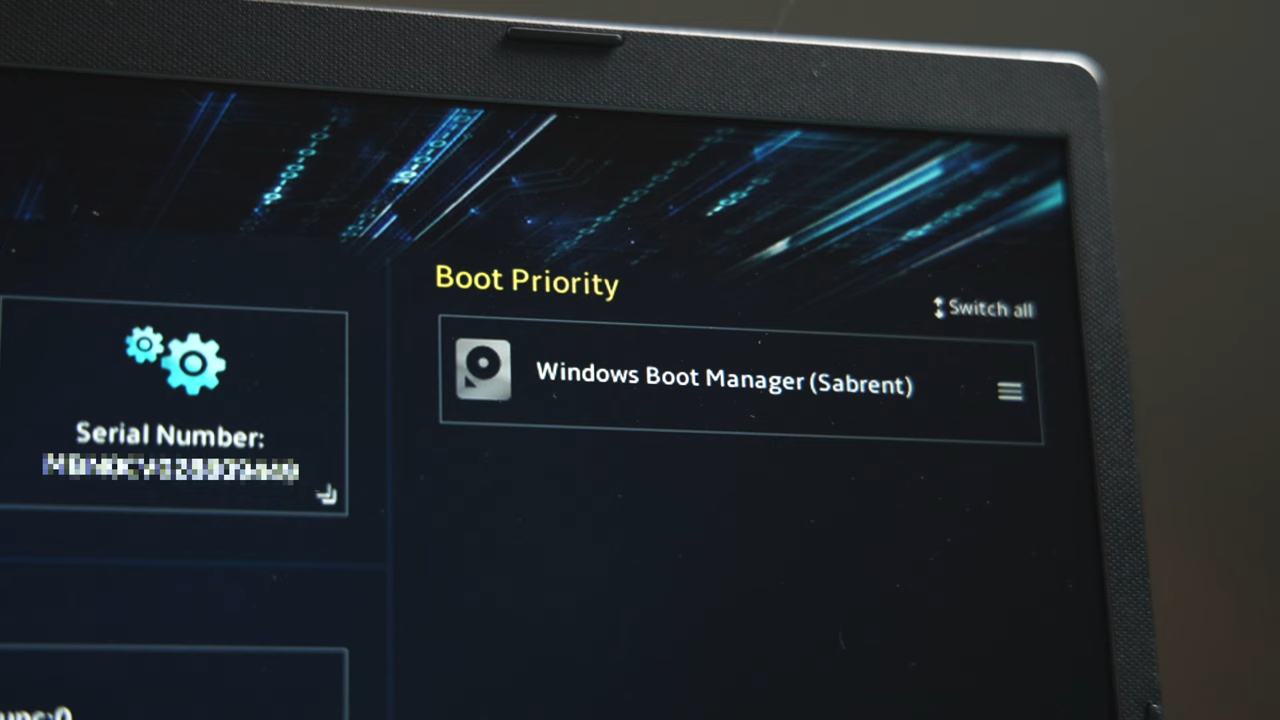 Boot Priority
Switch all
Windows Boot Manager (Sabrent)
Serial Number: